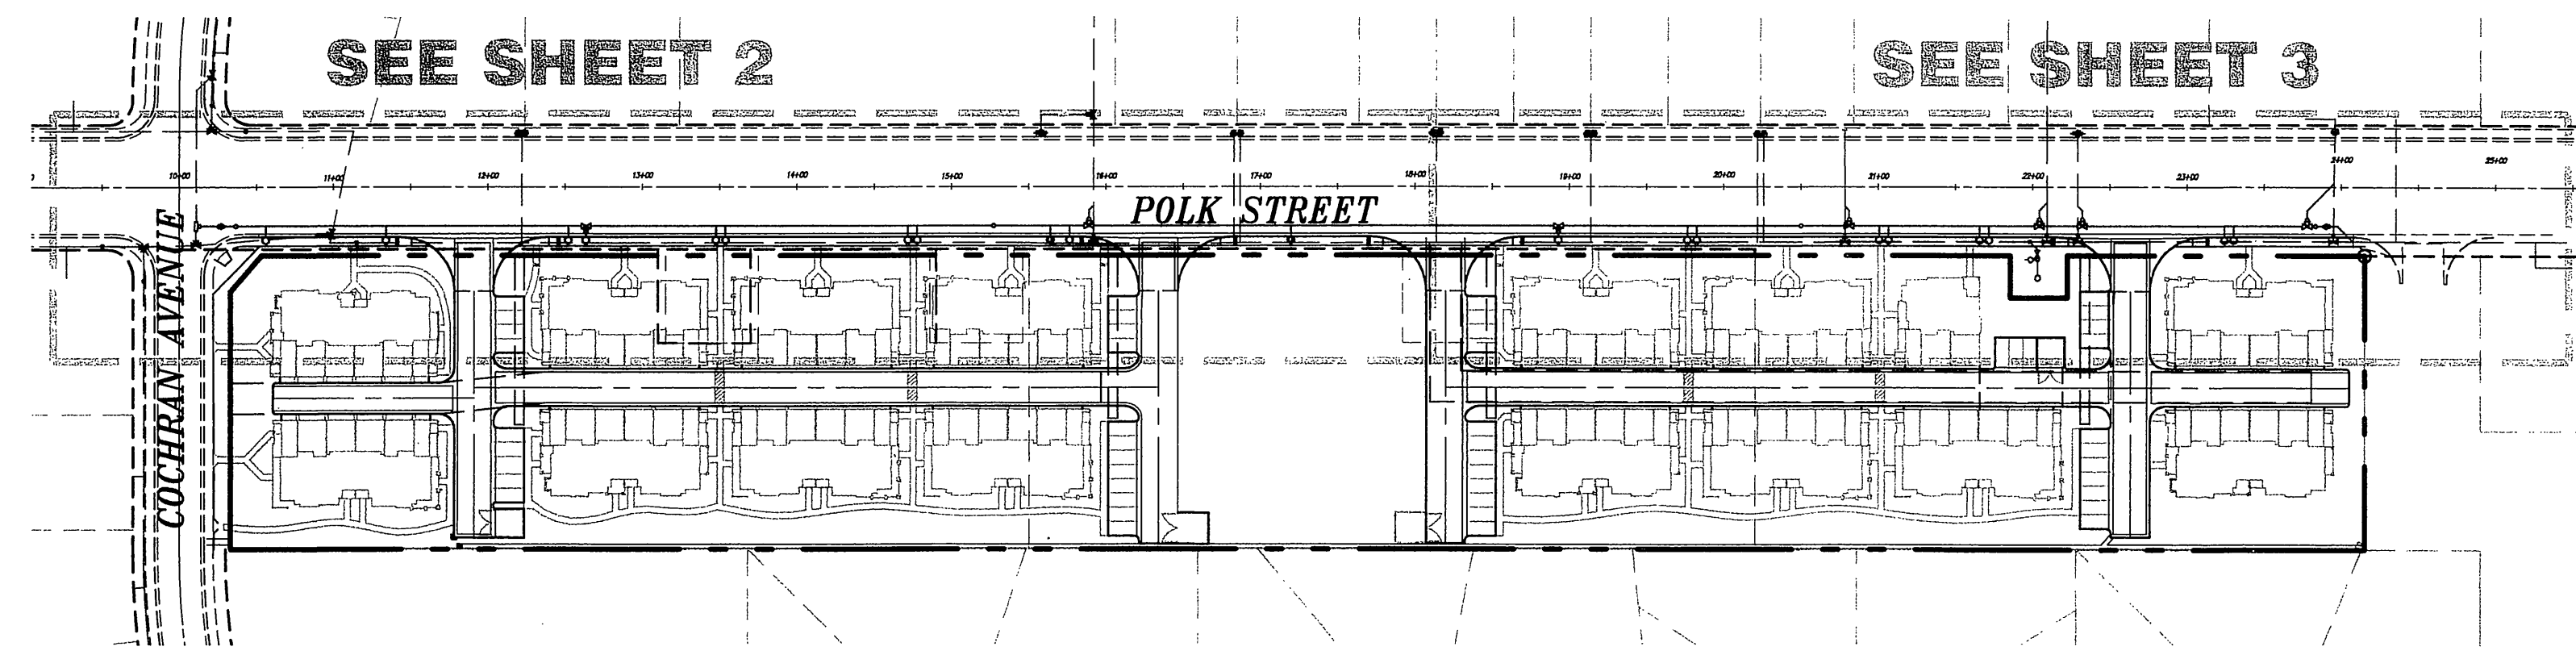 SEE SHEET 2
SEE SHEET 3
10+00 11+00 12+00 13+00 14+00 15+00 16+00 17+00 18+00 19+00 20+00 21+00 22+00 23+00 24+00 25+00
POLK STREET
COCHRAN AVENUE